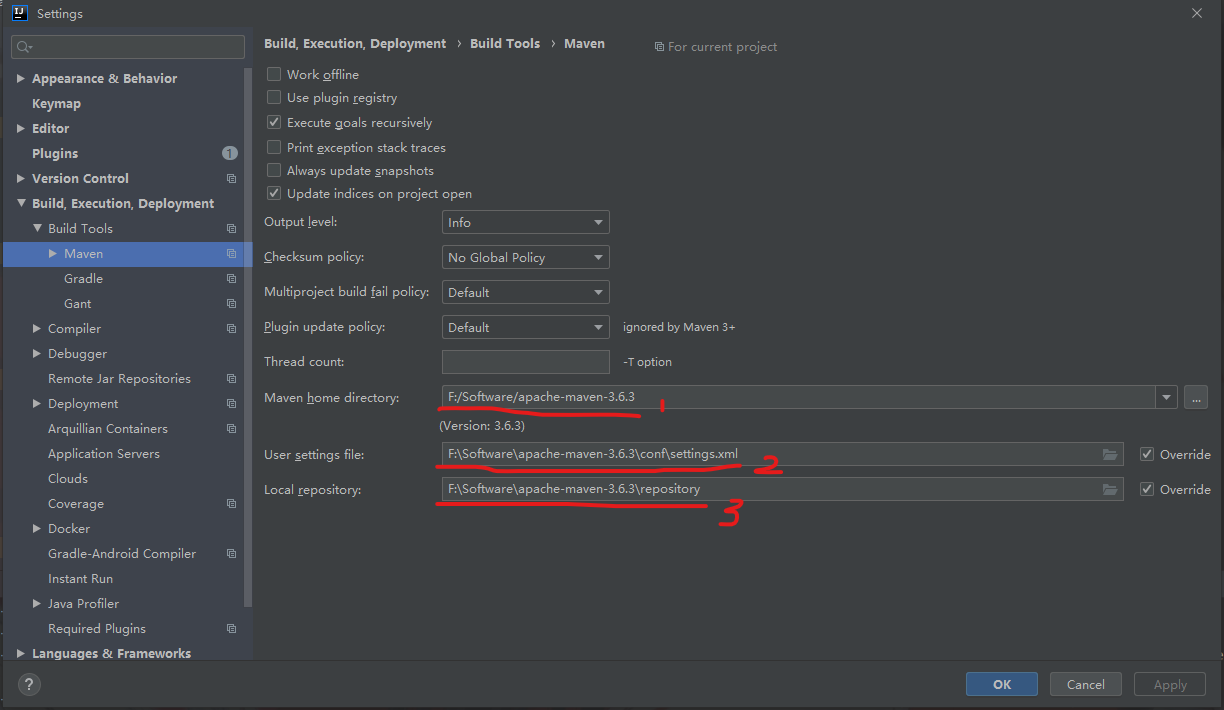 Settings
Appearance & Behavior
Keymap
Editor
Plugins 1
Version Control
Build, Execution, Deployment
Build Tools
Maven
Gradle
Gant
Compiler
Debugger
Remote Jar Repositories
Deployment
Arquillian Containers
Application Servers
Clouds
Coverage
Docker
Gradle-Android Compiler
Instant Run
Java Profiler
Required Plugins
Languages & Frameworks
Build, Execution, Deployment › Build Tools › Maven For current project
Work offline
Use plugin registry
Execute goals recursively
Print exception stack traces
Always update snapshots
Update indices on project open
Output level: Info
Checksum policy: No Global Policy
Multiproject build fail policy: Default
Plugin update policy: Default ignored by Maven 3+
Thread count: -T option
Maven home directory: F:/Software/apache-maven-3.6.3 1 ...
(Version: 3.6.3)
User settings file: F:\Software\apache-maven-3.6.3\conf\settings.xml 2 Override
Local repository: F:\Software\apache-maven-3.6.3\repository 3 Override
? OK Cancel Apply